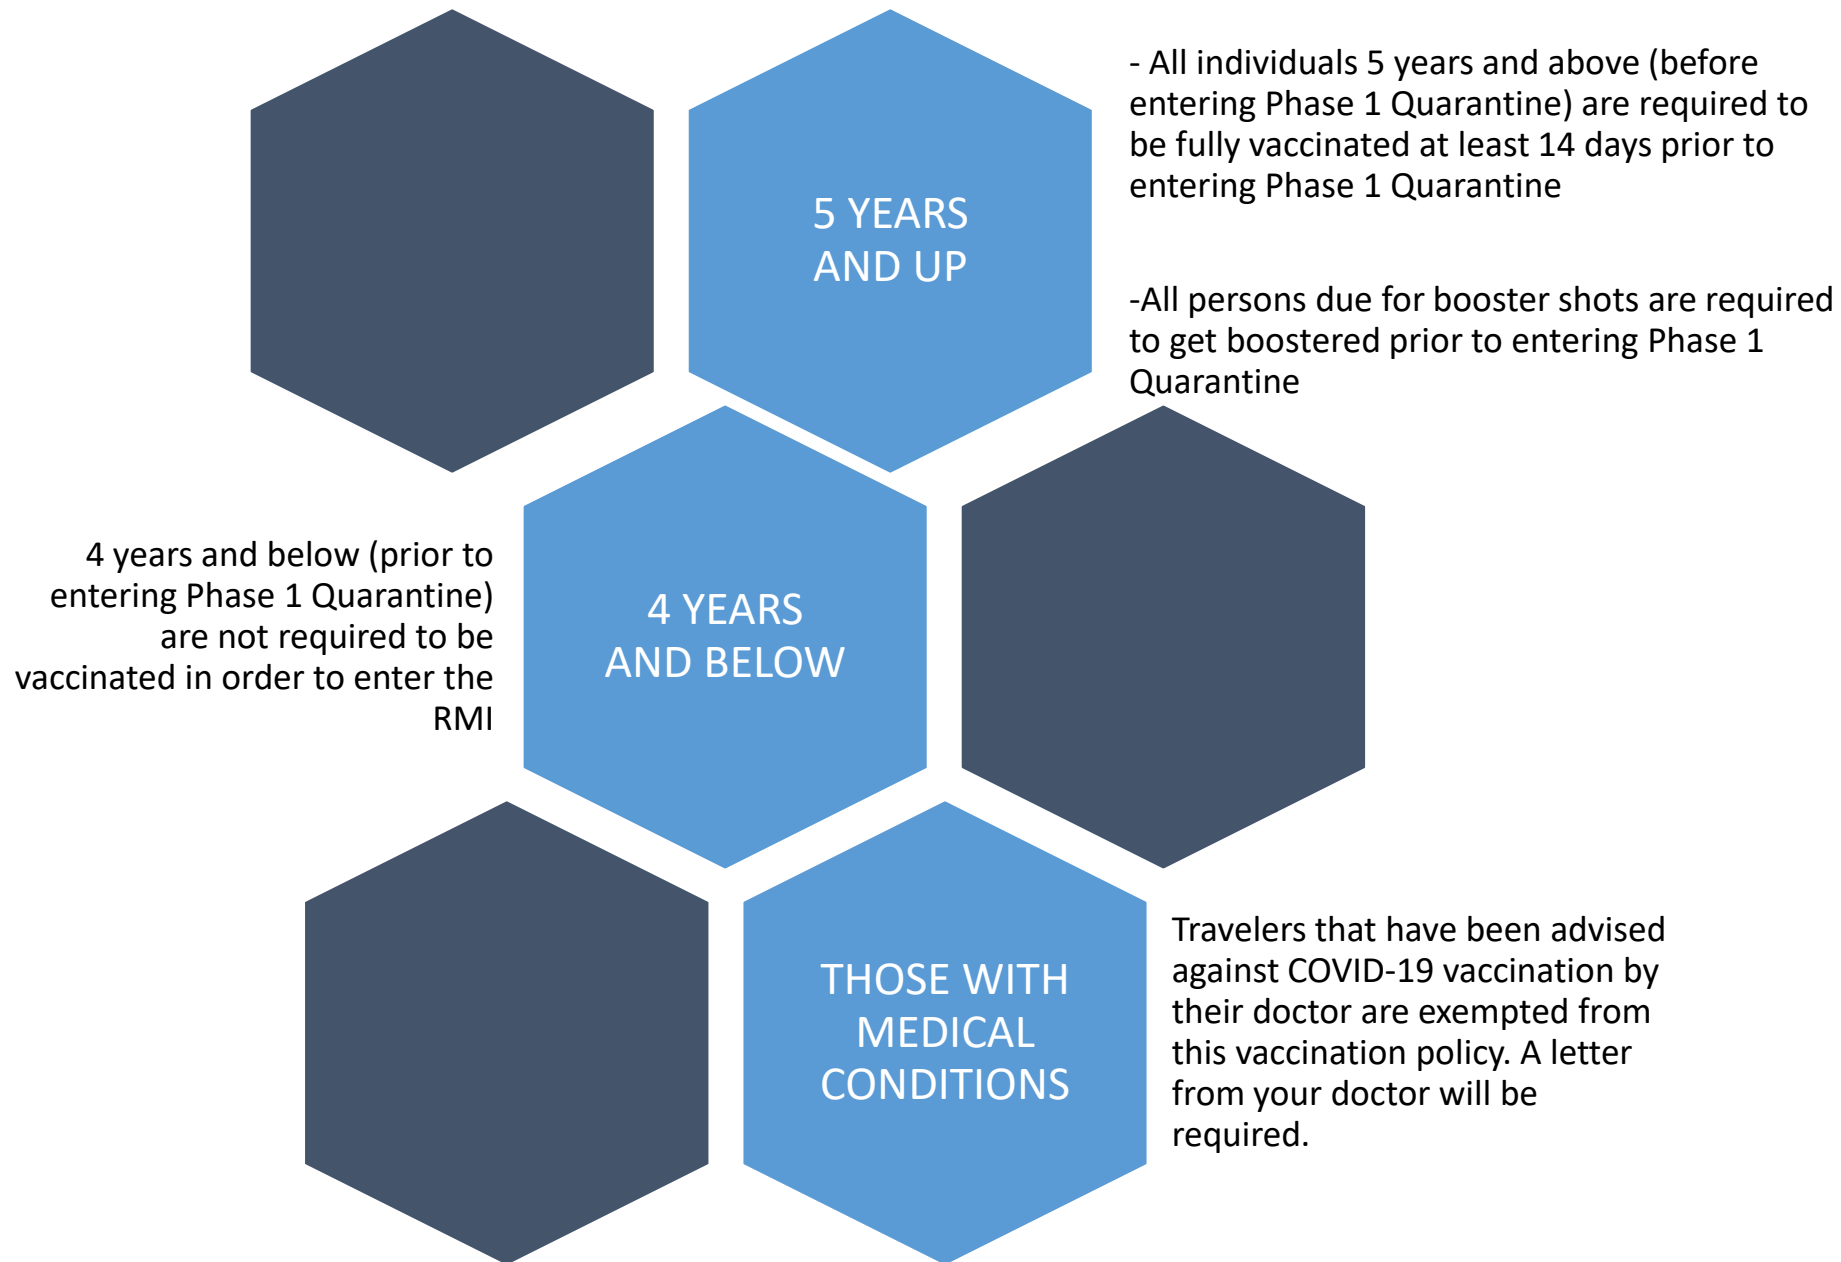 - All individuals 5 years and above (before
entering Phase 1 Quarantine) are required to
be fully vaccinated at least 14 days prior to
entering Phase 1 Quarantine
5 YEARS
AND UP
-All persons due for booster shots are required
to get boostered prior to entering Phase 1
Quarantine
4 years and below (prior to
entering Phase 1 Quarantine)
are not required to be
vaccinated in order to enter the
RMI
4 YEARS
AND BELOW
THOSE WITH
MEDICAL
CONDITIONS
Travelers that have been advised
against COVID-19 vaccination by
their doctor are exempted from
this vaccination policy. A letter
from your doctor will be
required.